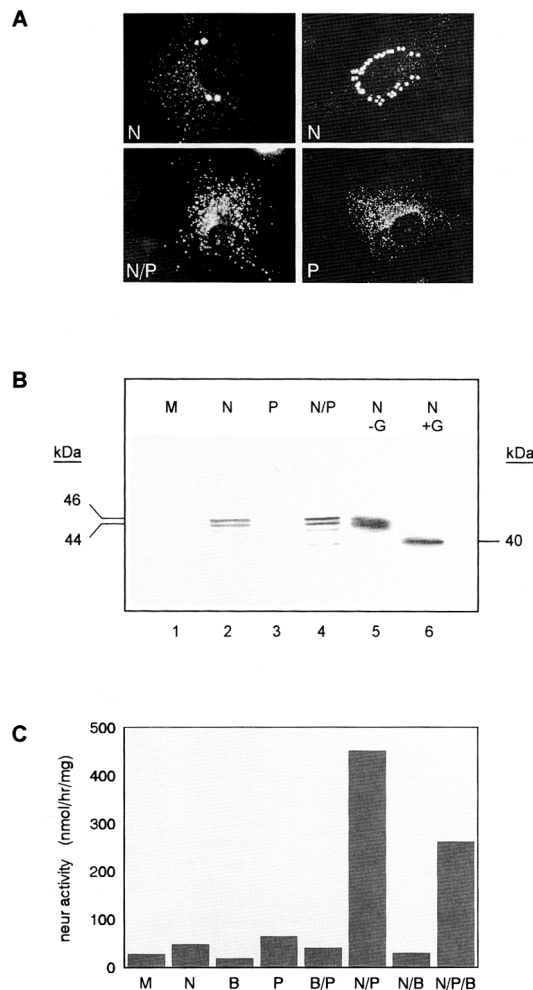 A
N
N
N/P
P
B
M N P N/P N N
-G +G
kDa
kDa
46
44
40
1 2 3 4 5 6
C
neur activity (nmol/hr/mg)
500
400
300
200
100
0
M N B P B/P N/P N/B N/P/B